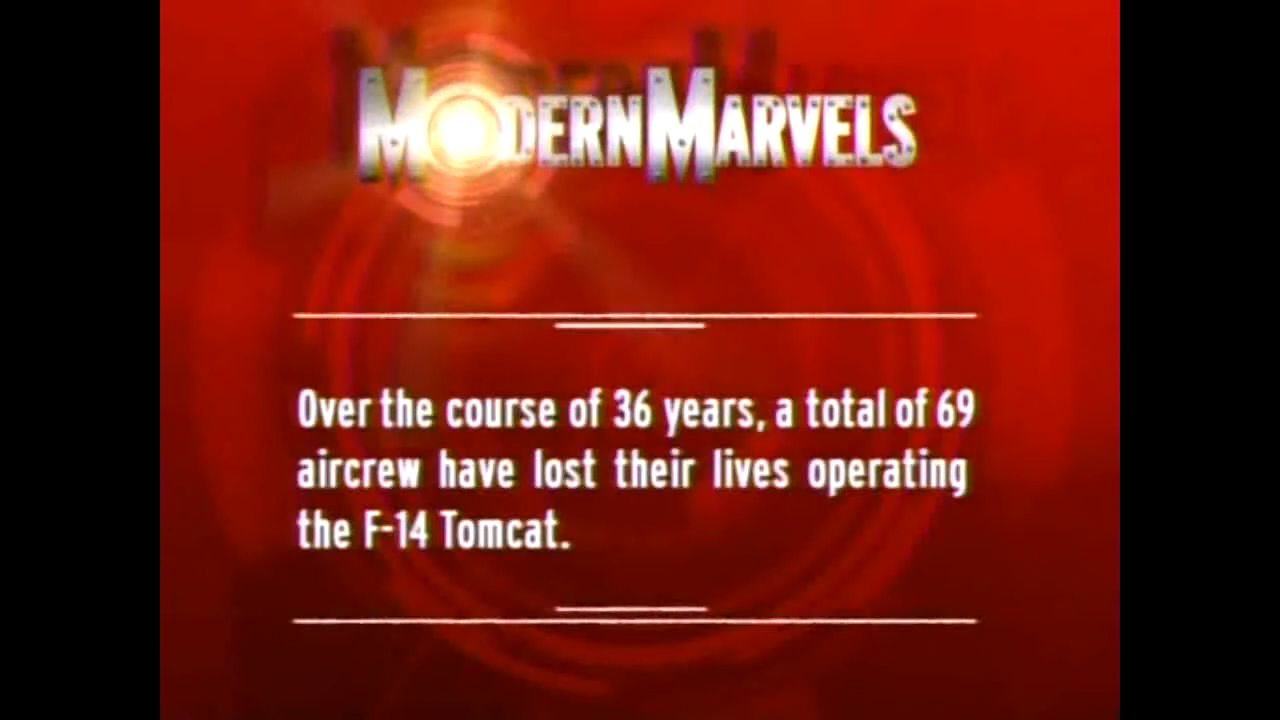 MODERN MARVELS
Over the course of 36 years, a total of 69
aircrew have lost their lives operating
the F-14 Tomcat.